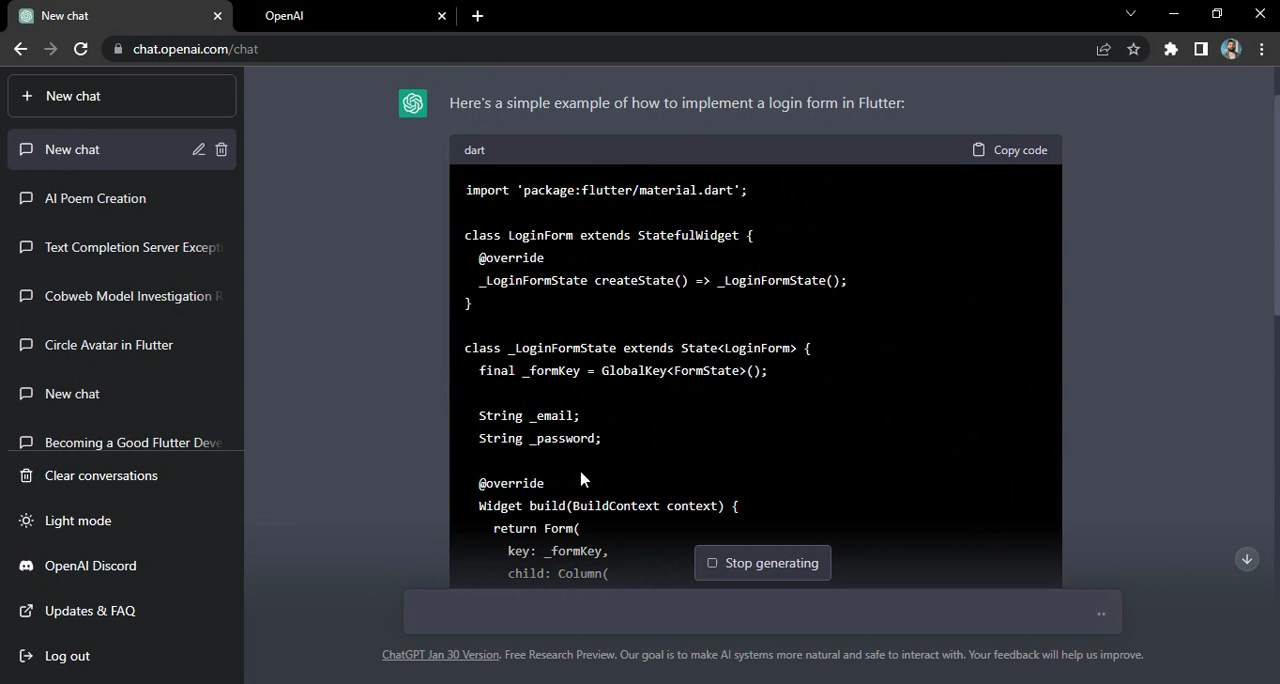 New chat
OpenAI
chat.openai.com/chat
New chat
New chat
AI Poem Creation
Text Completion Server Except
Cobweb Model Investigation R
Circle Avatar in Flutter
New chat
Becoming a Good Flutter Deve
Clear conversations
Light mode
OpenAI Discord
Updates & FAQ
Log out
Here's a simple example of how to implement a login form in Flutter:
dart
Copy code
import 'package:flutter/material.dart';
class LoginForm extends StatefulWidget {
@override
_LoginFormState createState() => _LoginFormState();
}
class _LoginFormState extends State<LoginForm> {
final _formKey = GlobalKey<FormState>();
String _email;
String _password;
@override
Widget build(BuildContext context) {
return Form(
key: _formKey,
child: Column(
Stop generating
ChatGPT Jan 30 Version. Free Research Preview. Our goal is to make AI systems more natural and safe to interact with. Your feedback will help us improve.